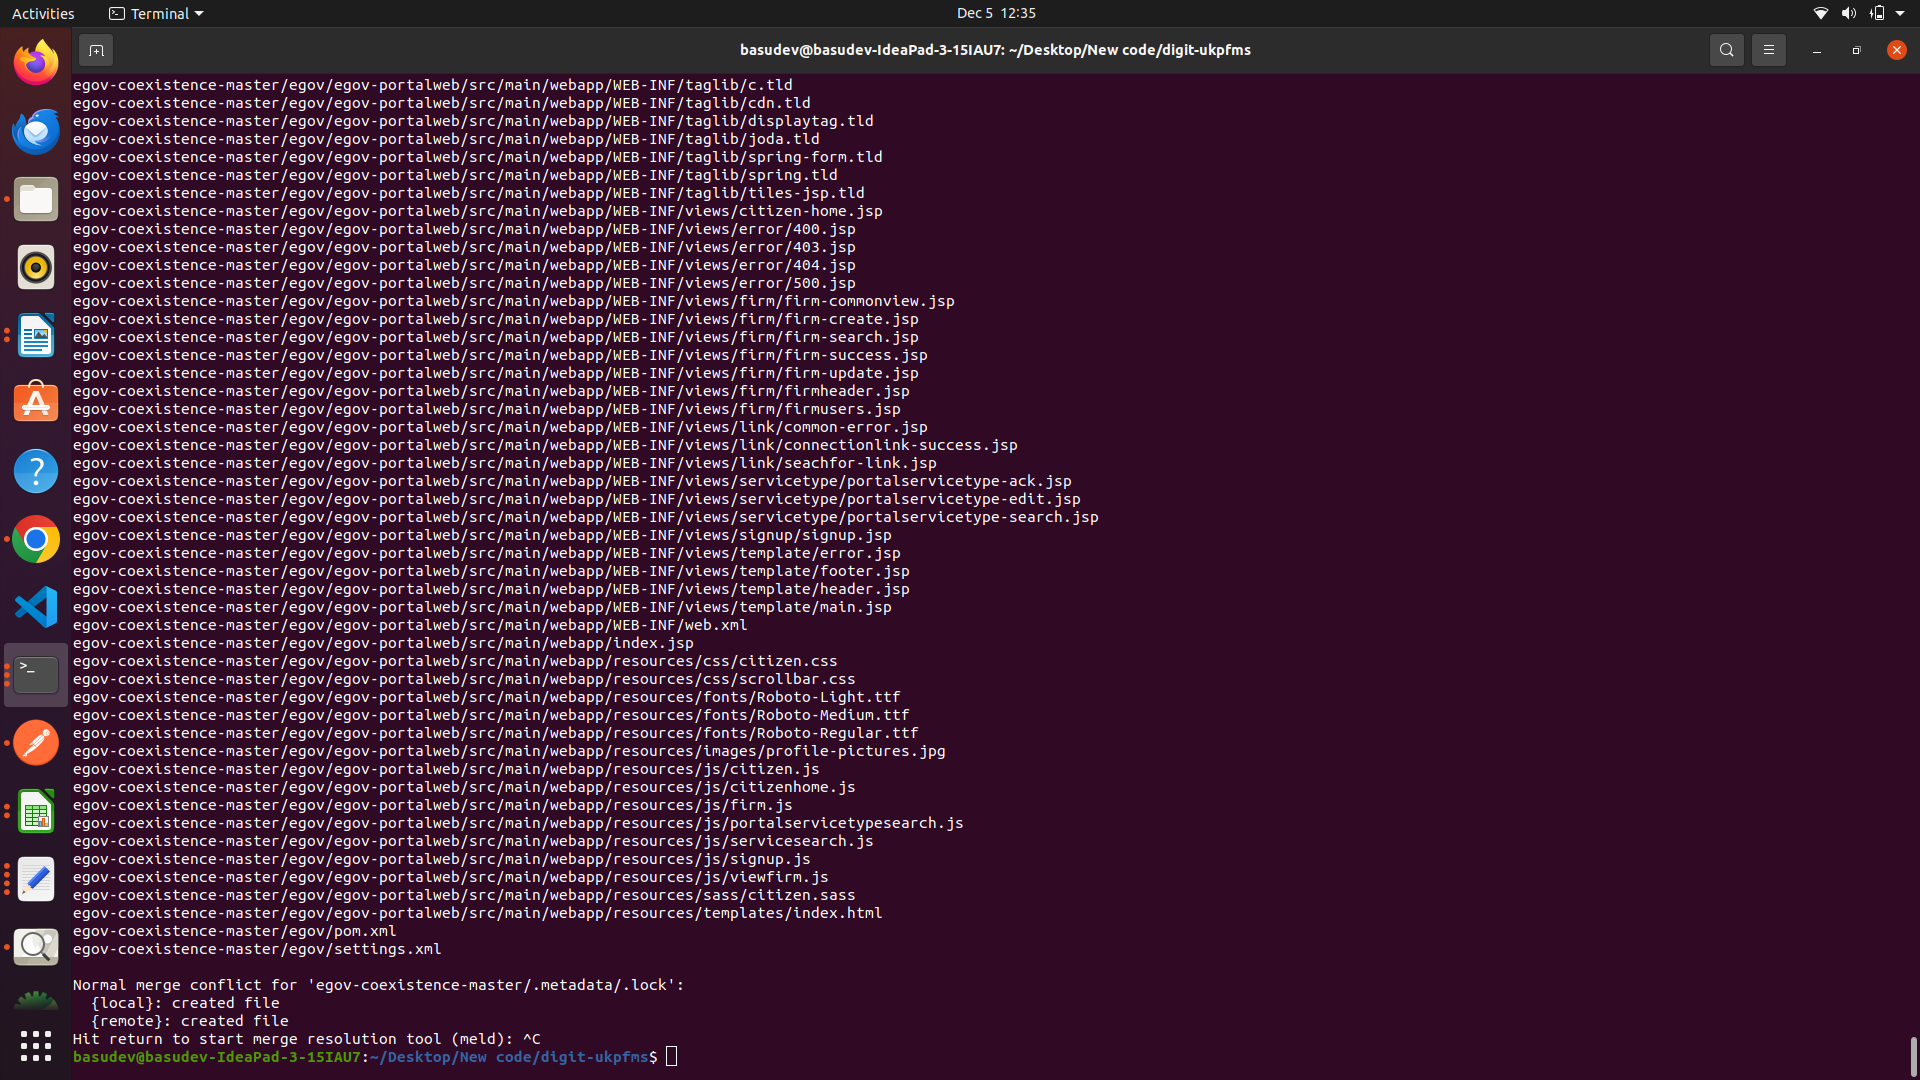 Activities
Terminal
Dec 5 12:35
basudev@basudev-IdeaPad-3-15IAU7: ~/Desktop/New code/digit-ukpfms
egov-coexistence-master/egov/egov-portalweb/src/main/webapp/WEB-INF/taglib/c.tld
egov-coexistence-master/egov/egov-portalweb/src/main/webapp/WEB-INF/taglib/cdn.tld
egov-coexistence-master/egov/egov-portalweb/src/main/webapp/WEB-INF/taglib/displaytag.tld
egov-coexistence-master/egov/egov-portalweb/src/main/webapp/WEB-INF/taglib/joda.tld
egov-coexistence-master/egov/egov-portalweb/src/main/webapp/WEB-INF/taglib/spring-form.tld
egov-coexistence-master/egov/egov-portalweb/src/main/webapp/WEB-INF/taglib/spring.tld
egov-coexistence-master/egov/egov-portalweb/src/main/webapp/WEB-INF/taglib/tiles-jsp.tld
egov-coexistence-master/egov/egov-portalweb/src/main/webapp/WEB-INF/views/citizen-home.jsp
egov-coexistence-master/egov/egov-portalweb/src/main/webapp/WEB-INF/views/error/400.jsp
egov-coexistence-master/egov/egov-portalweb/src/main/webapp/WEB-INF/views/error/403.jsp
egov-coexistence-master/egov/egov-portalweb/src/main/webapp/WEB-INF/views/error/404.jsp
egov-coexistence-master/egov/egov-portalweb/src/main/webapp/WEB-INF/views/error/500.jsp
egov-coexistence-master/egov/egov-portalweb/src/main/webapp/WEB-INF/views/firm/firm-commonview.jsp
egov-coexistence-master/egov/egov-portalweb/src/main/webapp/WEB-INF/views/firm/firm-create.jsp
egov-coexistence-master/egov/egov-portalweb/src/main/webapp/WEB-INF/views/firm/firm-search.jsp
egov-coexistence-master/egov/egov-portalweb/src/main/webapp/WEB-INF/views/firm/firm-success.jsp
egov-coexistence-master/egov/egov-portalweb/src/main/webapp/WEB-INF/views/firm/firm-update.jsp
egov-coexistence-master/egov/egov-portalweb/src/main/webapp/WEB-INF/views/firm/firmheader.jsp
egov-coexistence-master/egov/egov-portalweb/src/main/webapp/WEB-INF/views/firm/firmusers.jsp
egov-coexistence-master/egov/egov-portalweb/src/main/webapp/WEB-INF/views/link/common-error.jsp
egov-coexistence-master/egov/egov-portalweb/src/main/webapp/WEB-INF/views/link/connectionlink-success.jsp
egov-coexistence-master/egov/egov-portalweb/src/main/webapp/WEB-INF/views/link/seachfor-link.jsp
egov-coexistence-master/egov/egov-portalweb/src/main/webapp/WEB-INF/views/servicetype/portalservicetype-ack.jsp
egov-coexistence-master/egov/egov-portalweb/src/main/webapp/WEB-INF/views/servicetype/portalservicetype-edit.jsp
egov-coexistence-master/egov/egov-portalweb/src/main/webapp/WEB-INF/views/servicetype/portalservicetype-search.jsp
egov-coexistence-master/egov/egov-portalweb/src/main/webapp/WEB-INF/views/signup/signup.jsp
egov-coexistence-master/egov/egov-portalweb/src/main/webapp/WEB-INF/views/template/error.jsp
egov-coexistence-master/egov/egov-portalweb/src/main/webapp/WEB-INF/views/template/footer.jsp
egov-coexistence-master/egov/egov-portalweb/src/main/webapp/WEB-INF/views/template/header.jsp
egov-coexistence-master/egov/egov-portalweb/src/main/webapp/WEB-INF/views/template/main.jsp
egov-coexistence-master/egov/egov-portalweb/src/main/webapp/WEB-INF/web.xml
egov-coexistence-master/egov/egov-portalweb/src/main/webapp/index.jsp
egov-coexistence-master/egov/egov-portalweb/src/main/webapp/resources/css/citizen.css
egov-coexistence-master/egov/egov-portalweb/src/main/webapp/resources/css/scrollbar.css
egov-coexistence-master/egov/egov-portalweb/src/main/webapp/resources/fonts/Roboto-Light.ttf
egov-coexistence-master/egov/egov-portalweb/src/main/webapp/resources/fonts/Roboto-Medium.ttf
egov-coexistence-master/egov/egov-portalweb/src/main/webapp/resources/fonts/Roboto-Regular.ttf
egov-coexistence-master/egov/egov-portalweb/src/main/webapp/resources/images/profile-pictures.jpg
egov-coexistence-master/egov/egov-portalweb/src/main/webapp/resources/js/citizen.js
egov-coexistence-master/egov/egov-portalweb/src/main/webapp/resources/js/citizenhome.js
egov-coexistence-master/egov/egov-portalweb/src/main/webapp/resources/js/firm.js
egov-coexistence-master/egov/egov-portalweb/src/main/webapp/resources/js/portalservicetypesearch.js
egov-coexistence-master/egov/egov-portalweb/src/main/webapp/resources/js/servicesearch.js
egov-coexistence-master/egov/egov-portalweb/src/main/webapp/resources/js/signup.js
egov-coexistence-master/egov/egov-portalweb/src/main/webapp/resources/js/viewfirm.js
egov-coexistence-master/egov/egov-portalweb/src/main/webapp/resources/sass/citizen.sass
egov-coexistence-master/egov/egov-portalweb/src/main/webapp/resources/templates/index.html
egov-coexistence-master/egov/pom.xml
egov-coexistence-master/egov/settings.xml
Normal merge conflict for 'egov-coexistence-master/.metadata/.lock':
{local}: created file
{remote}: created file
Hit return to start merge resolution tool (meld): ^C
basudev@basudev-IdeaPad-3-15IAU7:~/Desktop/New code/digit-ukpfms$